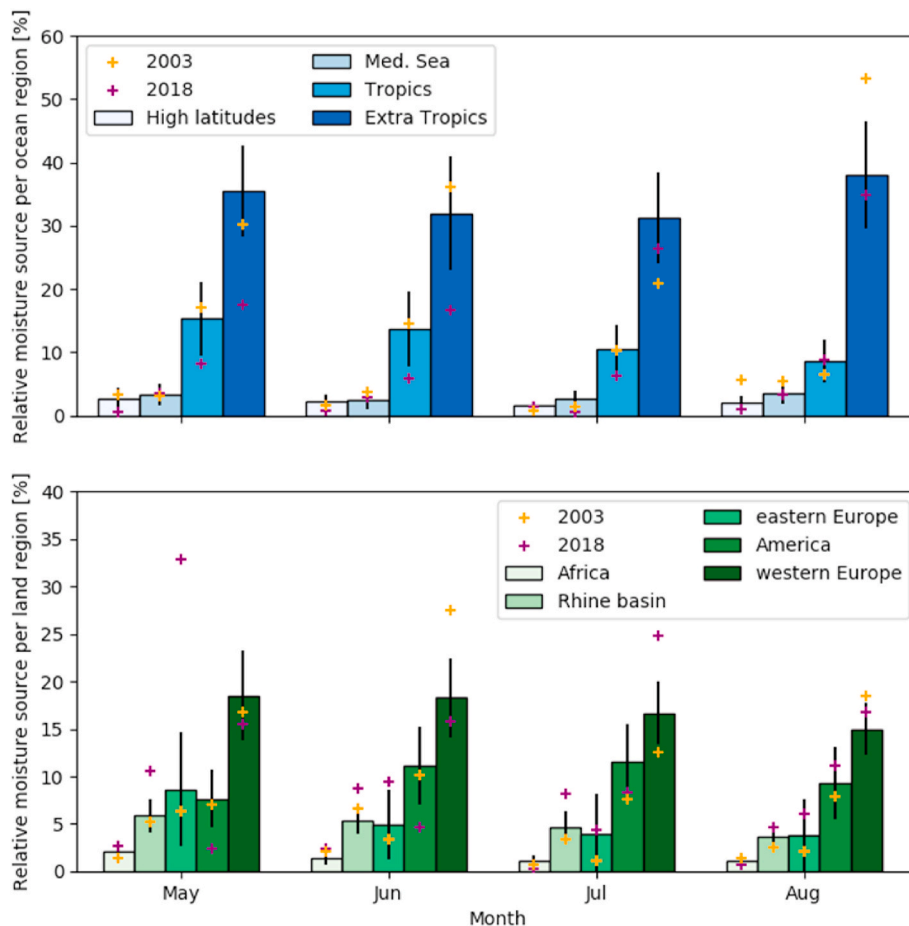 Relative moisture source per ocean region [%]
60
50
40
30
20
10
0
2003
2018
High latitudes
Med. Sea
Tropics
Extra Tropics
Relative moisture source per land region [%]
40
35
30
25
20
15
10
5
0
2003
2018
Africa
Rhine basin
eastern Europe
America
western Europe
May Jun Jul Aug
Month